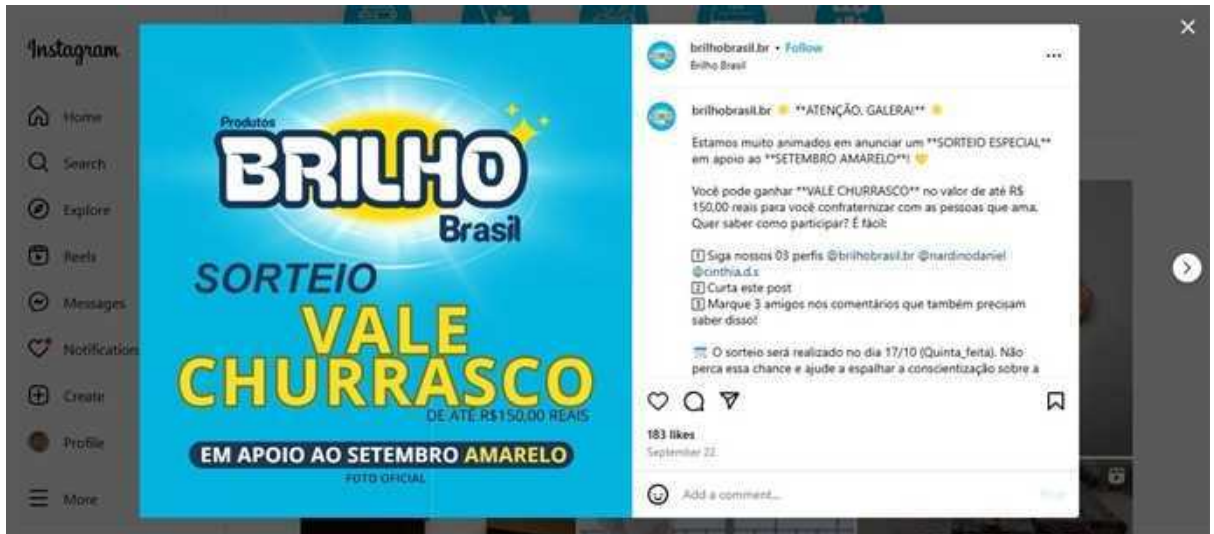 Instagram
Home
Search
Explore
Reels
Messages
Notification
Create
Profile
More
Produtos
BRILHO
Brasil
SORTEIO
VALE
CHURRASCO
DE ATÉ R$150,00 REAIS
EM APOIO AO SETEMBRO AMARELO
FOTO OFICIAL
brilhobrasil.br • Follow
Brilho Brasil
brilhobrasil.br **ATENÇÃO, GALERA!**
Estamos muito animados em anunciar um **SORTEIO ESPECIAL**
em apoio ao **SETEMBRO AMARELO**!
Você pode ganhar **VALE CHURRASCO** no valor de até R$
150,00 reais para você confraternizar com as pessoas que ama.
Quer saber como participar? É fácil:
1 Siga nossos 03 perfis @brilhobrasil.br @nardinodaniel
@cinthia.d.s
2 Curta este post
3 Marque 3 amigos nos comentários que também precisam
saber disso!
O sorteio será realizado no dia 17/10 (Quinta_feita). Não
perca essa chance e ajude a espalhar a conscientização sobre a
183 likes
September 22
Add a comment...